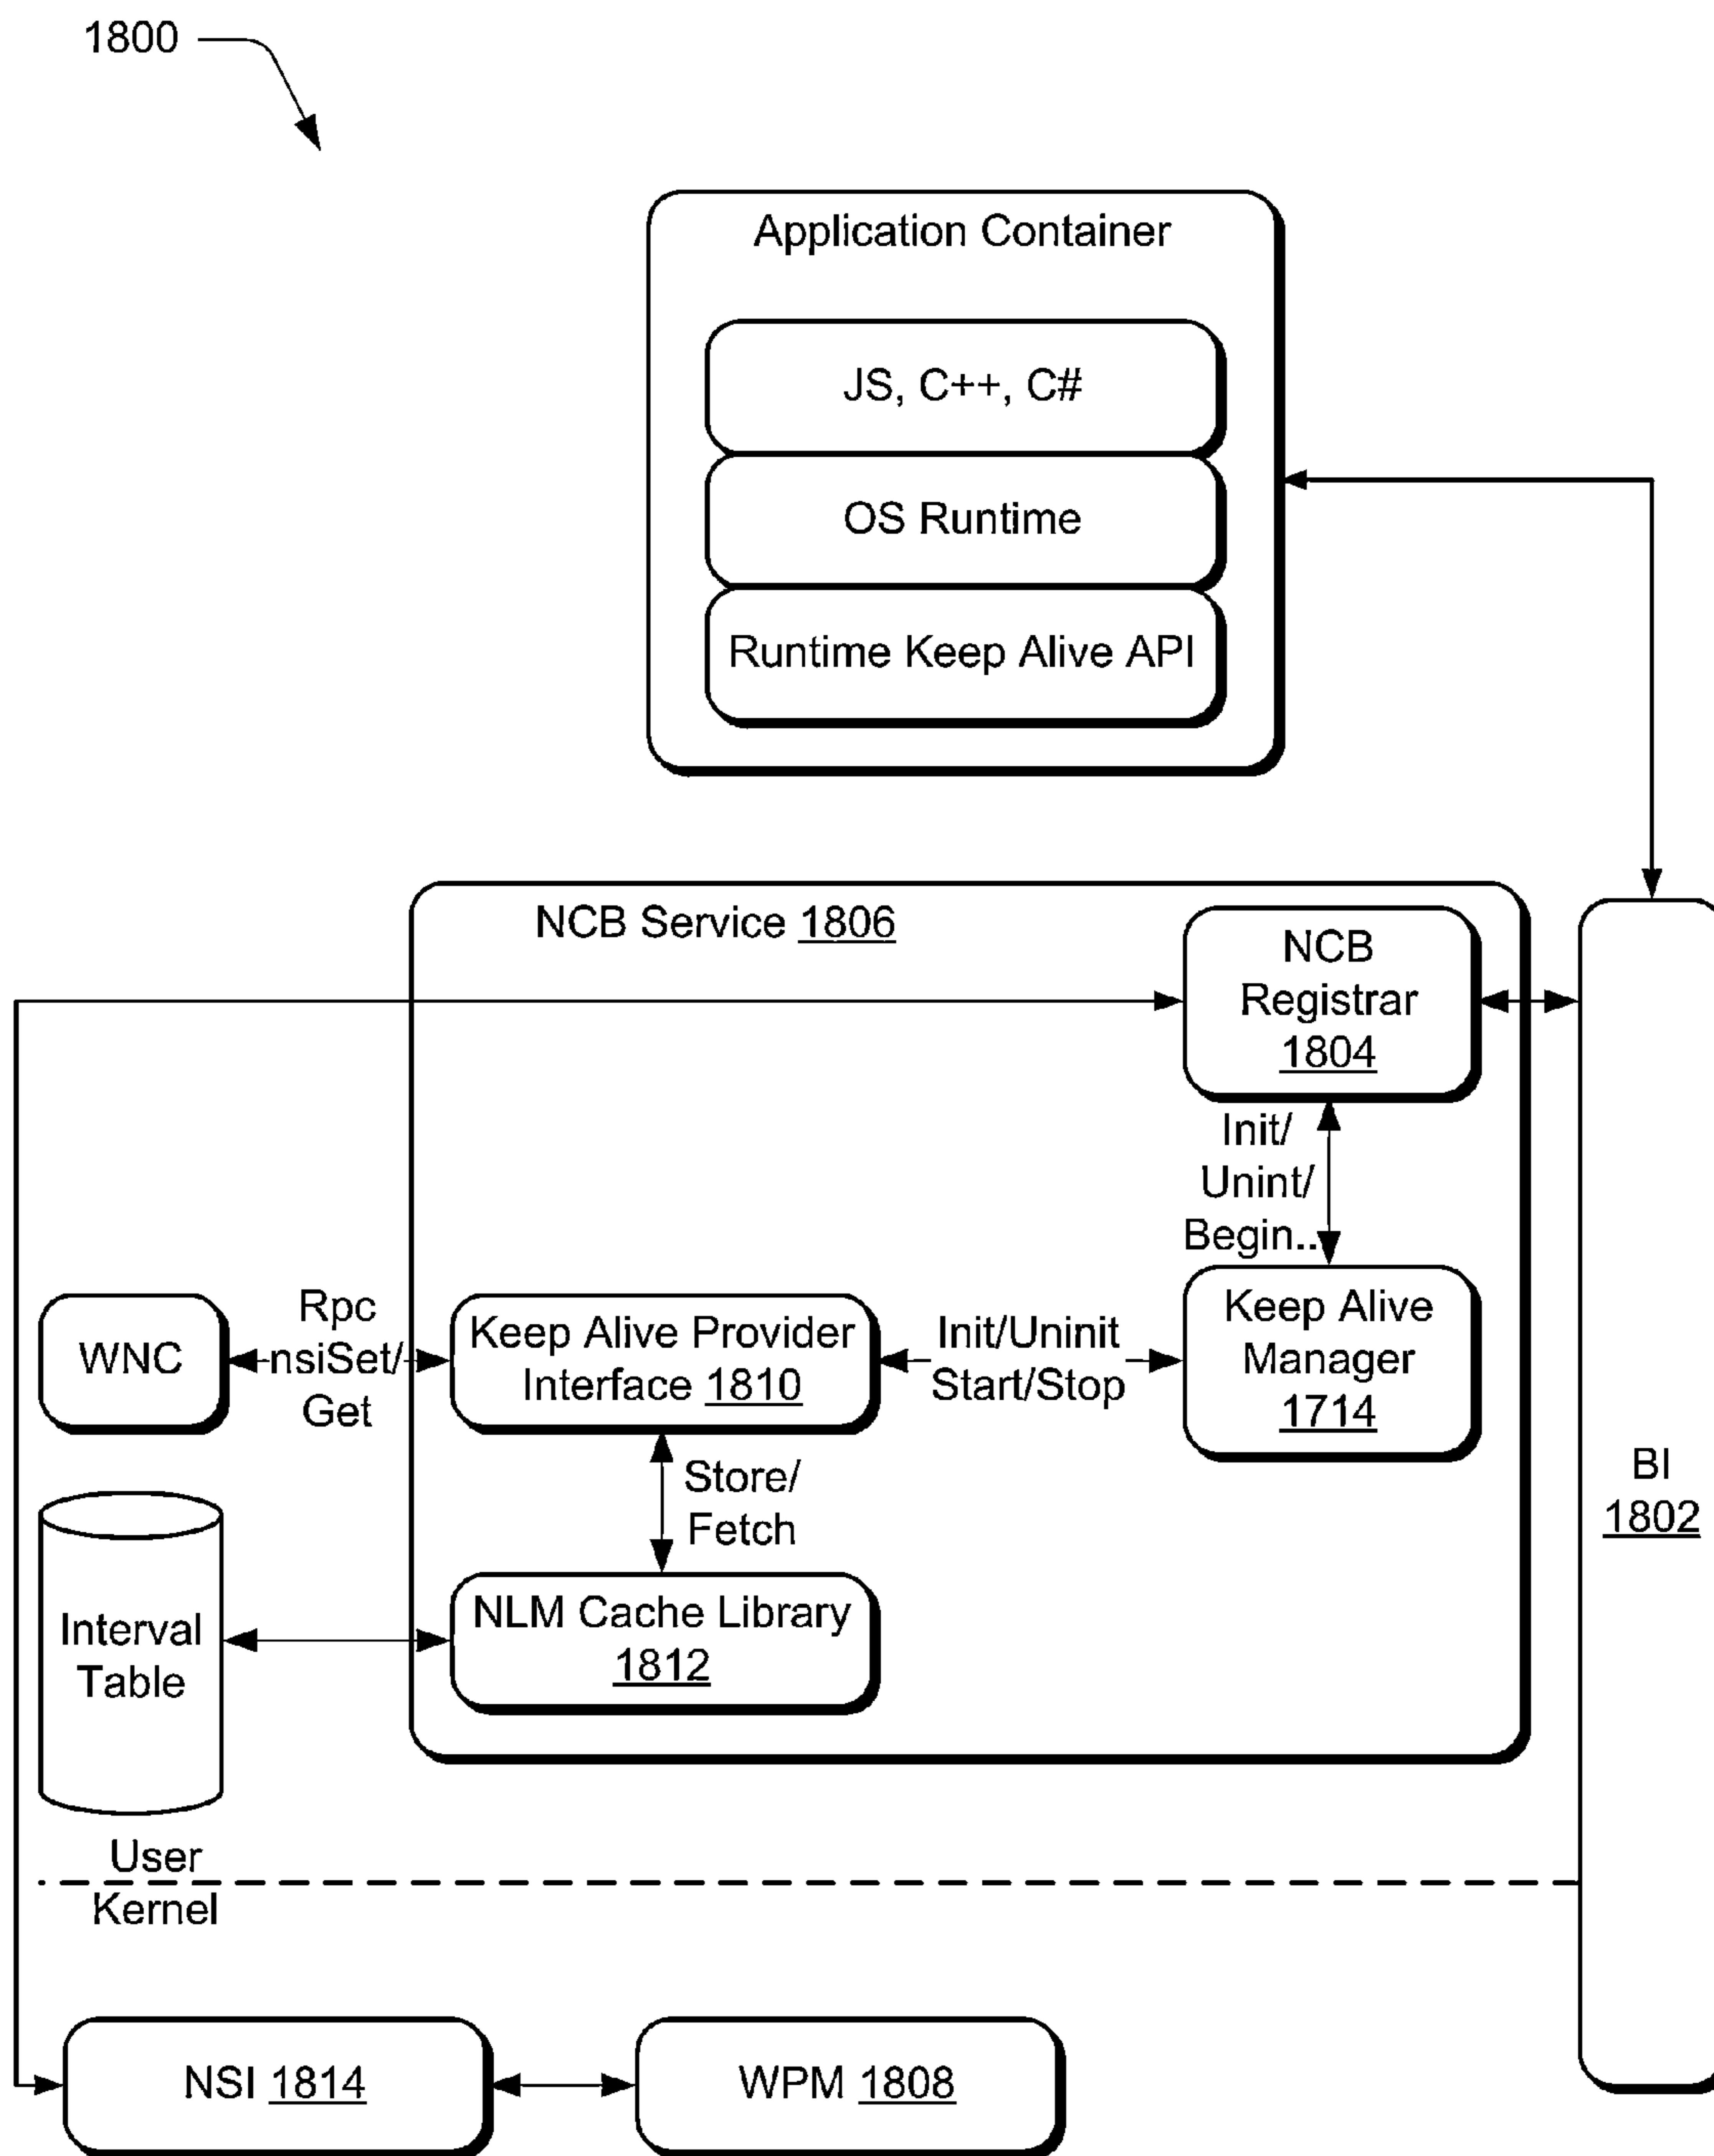 1800
Application Container
JS, C++, C#
OS Runtime
Runtime Keep Alive API
NCB Service 1806
NCB
Registrar
1804
Init/
Unint/
Begin..
WNC
Rpc
nsiSet/
Get
Keep Alive Provider
Interface 1810
Init/Uninit
Start/Stop
Keep Alive
Manager
1714
Store/
Fetch
BI
1802
Interval
Table
NLM Cache Library
1812
User
Kernel
NSI 1814
WPM 1808